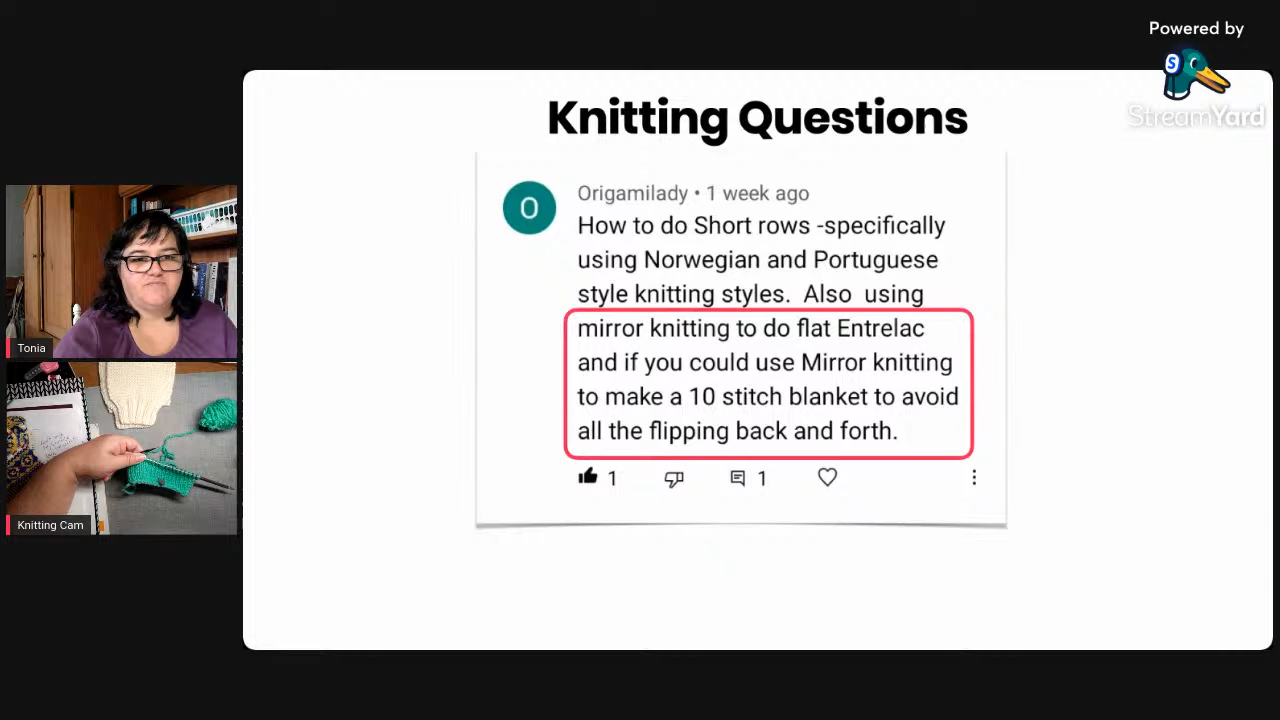 Powered by
StreamYard
Knitting Questions
Origamilady • 1 week ago
How to do Short rows -specifically
using Norwegian and Portuguese
style knitting styles. Also using
mirror knitting to do flat Entrelac
and if you could use Mirror knitting
to make a 10 stitch blanket to avoid
all the flipping back and forth.
1 1
O
S
Tonia
Knitting Cam